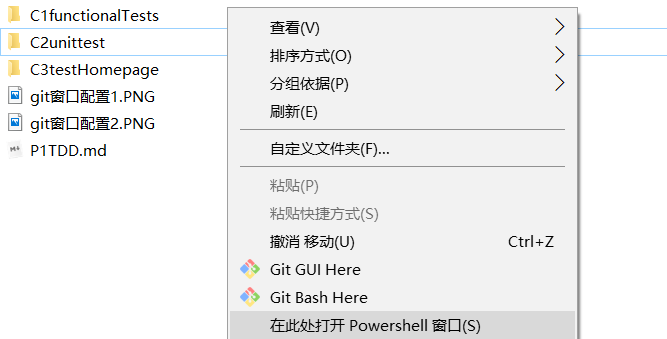 C1functionalTests
C2unittest
C3testHomepage
git窗口配置1.PNG
git窗口配置2.PNG
P1TDD.md
查看(V)
排序方式(O)
分组依据(P)
刷新(E)
自定义文件夹(F)...
粘贴(P)
粘贴快捷方式(S)
撤消 移动(U) Ctrl+Z
Git GUI Here
Git Bash Here
在此处打开 Powershell 窗口(S)